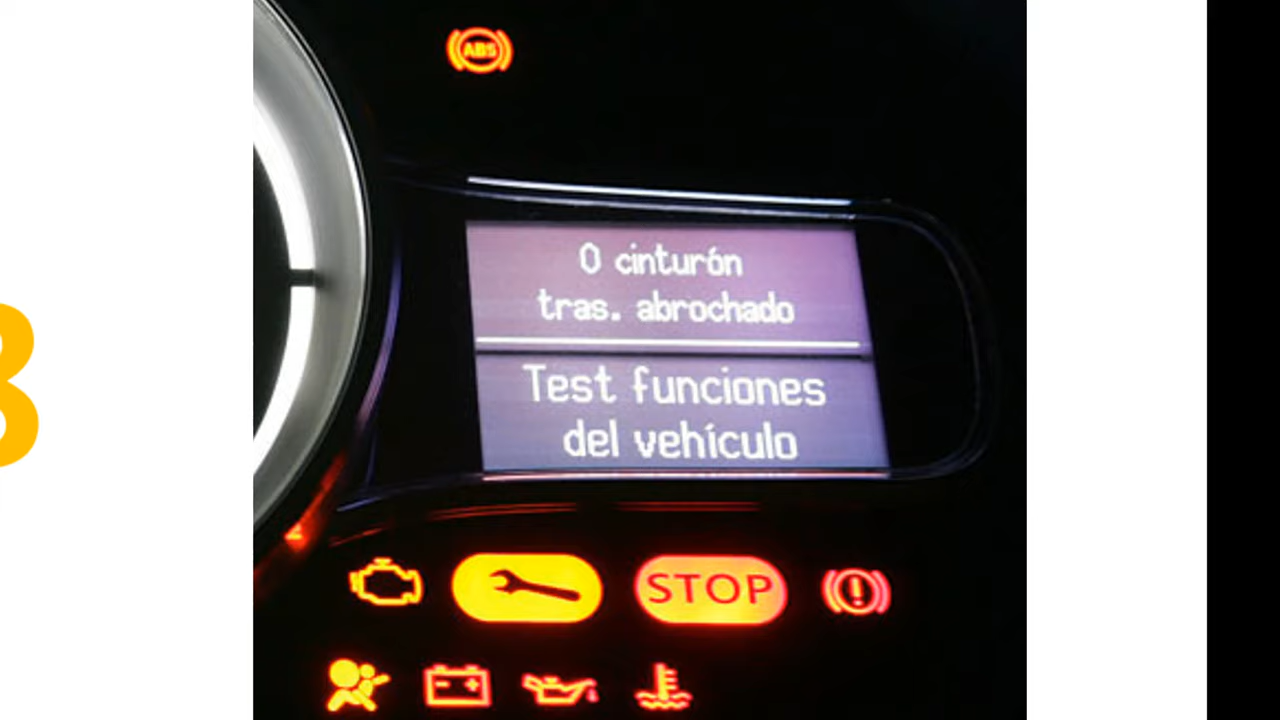 ABS
0 cinturón
tras. abrochado
Test funciones
del vehículo
STOP